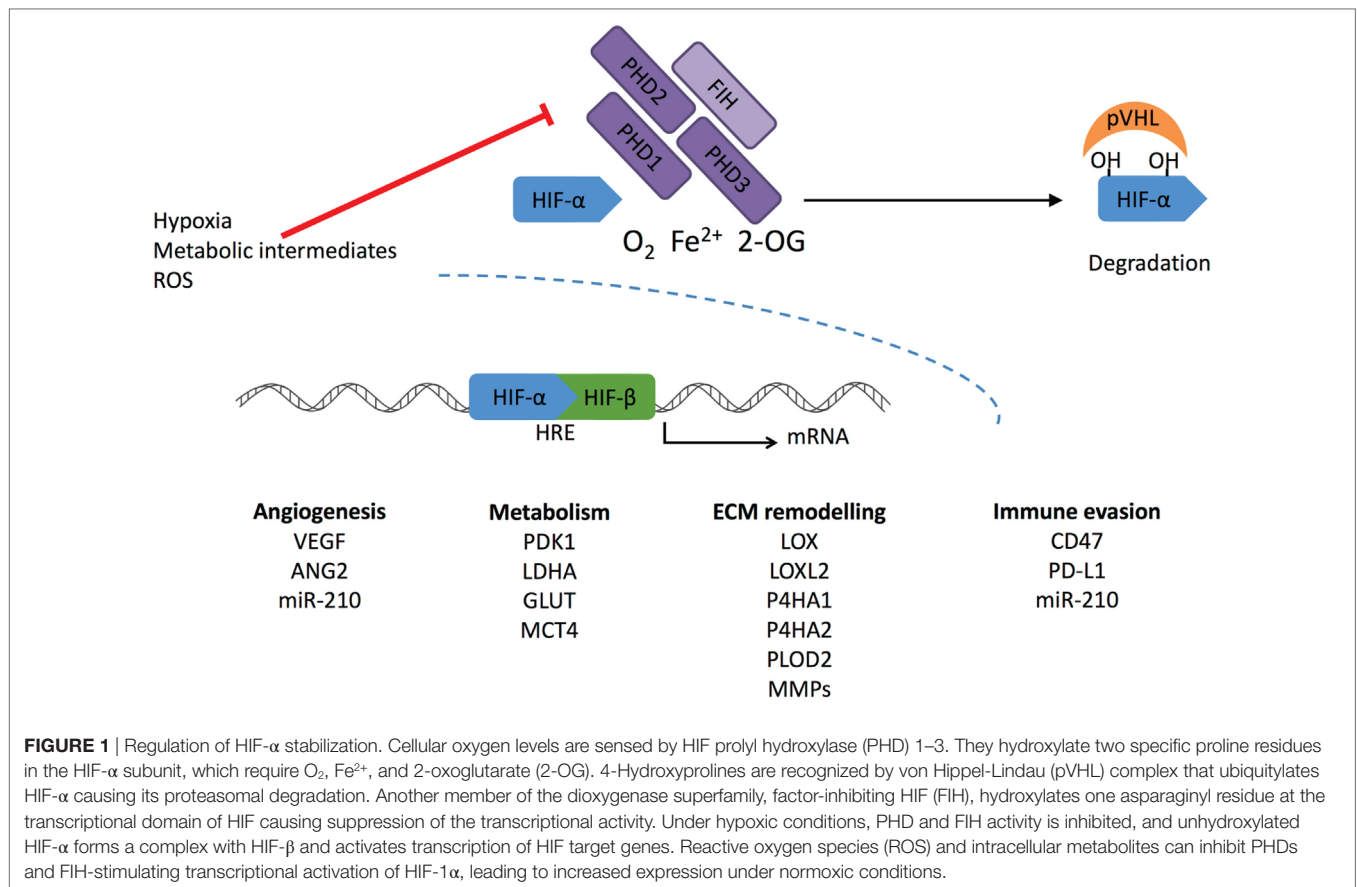 PHD2
FIH
PHD1
PHD3
pVHL
OH OH
HIF-α
HIF-α
O₂ Fe²⁺ 2-OG
Degradation
Hypoxia
Metabolic intermediates
ROS
HIF-α HIF-β
HRE
mRNA
Angiogenesis
VEGF
ANG2
miR-210
Metabolism
PDK1
LDHA
GLUT
MCT4
ECM remodelling
LOX
LOXL2
P4HA1
P4HA2
PLOD2
MMPs
Immune evasion
CD47
PD-L1
miR-210
FIGURE 1 | Regulation of HIF-α stabilization. Cellular oxygen levels are sensed by HIF prolyl hydroxylase (PHD) 1–3. They hydroxylate two specific proline residues
in the HIF-α subunit, which require O₂, Fe²⁺, and 2-oxoglutarate (2-OG). 4-Hydroxyprolines are recognized by von Hippel-Lindau (pVHL) complex that ubiquitylates
HIF-α causing its proteasomal degradation. Another member of the dioxygenase superfamily, factor-inhibiting HIF (FIH), hydroxylates one asparaginyl residue at the
transcriptional domain of HIF causing suppression of the transcriptional activity. Under hypoxic conditions, PHD and FIH activity is inhibited, and unhydroxylated
HIF-α forms a complex with HIF-β and activates transcription of HIF target genes. Reactive oxygen species (ROS) and intracellular metabolites can inhibit PHDs
and FIH-stimulating transcriptional activation of HIF-1α, leading to increased expression under normoxic conditions.